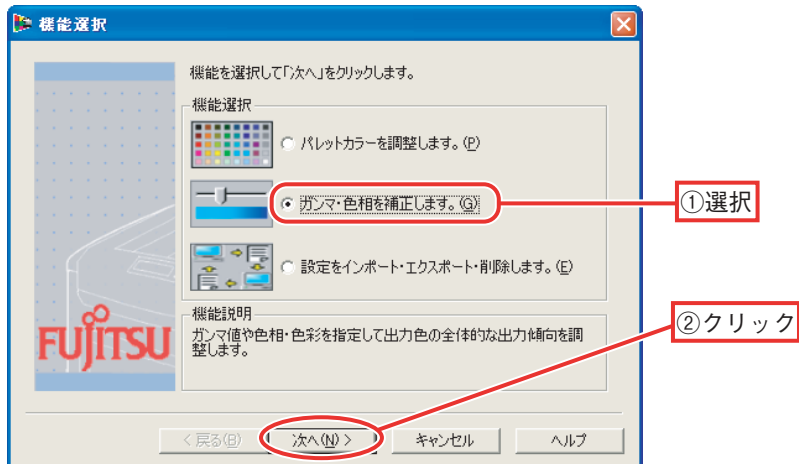 機能選択
機能を選択して「次へ」をクリックします。
機能選択
パレットカラーを調整します。(P)
ガンマ・色相を補正します。(G)
①選択
設定をインポート・エクスポート・削除します。(E)
機能説明
ガンマ値や色相・色彩を指定して出力色の全体的な出力傾向を調
整します。
②クリック
FUJITSU
< 戻る(B)
次へ(N) >
キャンセル
ヘルプ